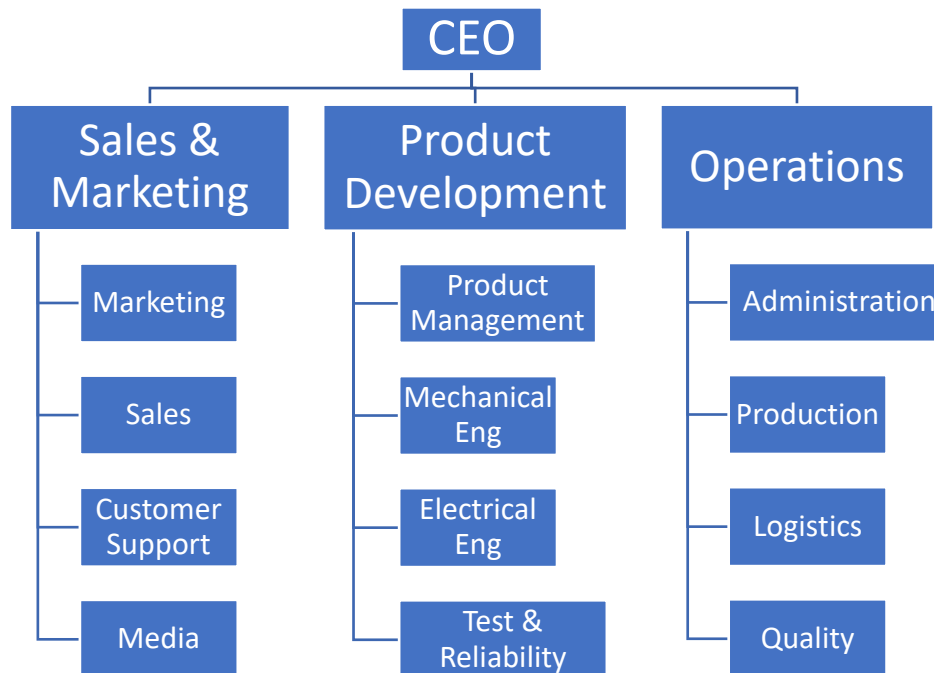 CEO
Sales &
Marketing
Marketing
Sales
Customer
Support
Media
Product
Development
Product
Management
Mechanical
Eng
Electrical
Eng
Test &
Reliability
Operations
Administration
Production
Logistics
Quality